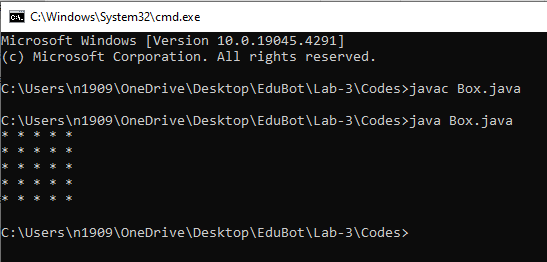 C:\Windows\System32\cmd.exe
Microsoft Windows [Version 10.0.19045.4291]
(c) Microsoft Corporation. All rights reserved.
C:\Users\n1909\OneDrive\Desktop\EduBot\Lab-3\Codes>javac Box.java
C:\Users\n1909\OneDrive\Desktop\EduBot\Lab-3\Codes>java Box.java
* * * * *
* * * * *
* * * * *
* * * * *
* * * * *
C:\Users\n1909\OneDrive\Desktop\EduBot\Lab-3\Codes>